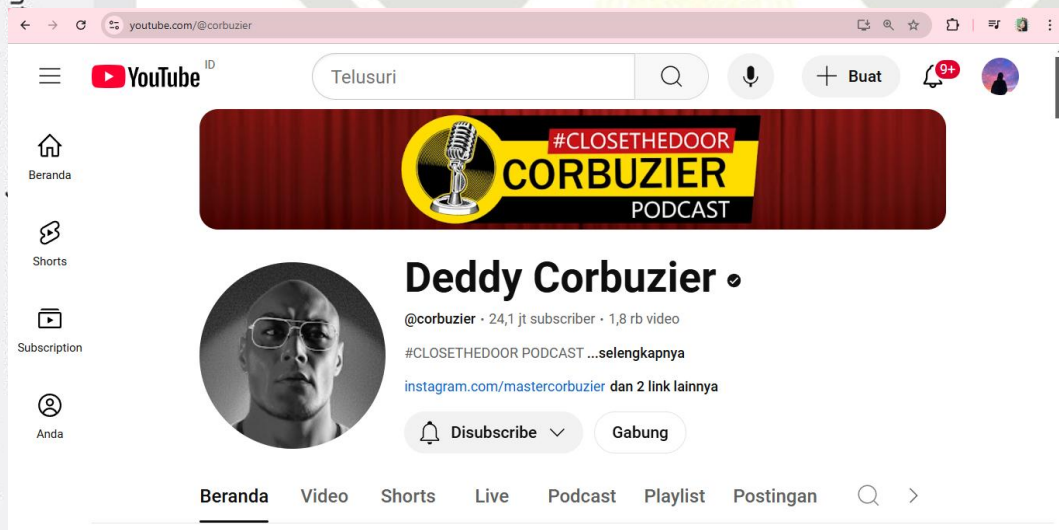 youtube.com/@corbuzier
YouTube ID
Telusuri
Buat
9+
Beranda
Shorts
Subscription
Anda
#CLOSETHEDOOR
CORBUZIER
PODCAST
Deddy Corbuzier
@corbuzier • 24,1 jt subscriber • 1,8 rb video
#CLOSETHEDOOR PODCAST ...selengkapnya
instagram.com/mastercorbuzier dan 2 link lainnya
Disubscribe
Gabung
Beranda Video Shorts Live Podcast Playlist Postingan